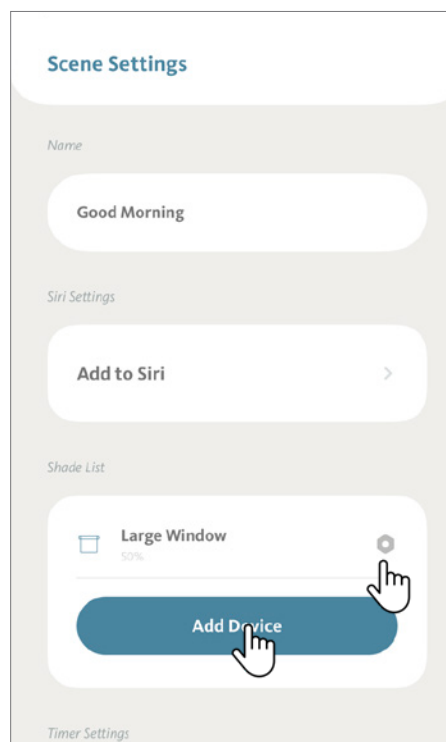 Scene Settings
Name
Good Morning
Siri Settings
Add to Siri
Shade List
Large Window
50%
Add Device
Timer Settings